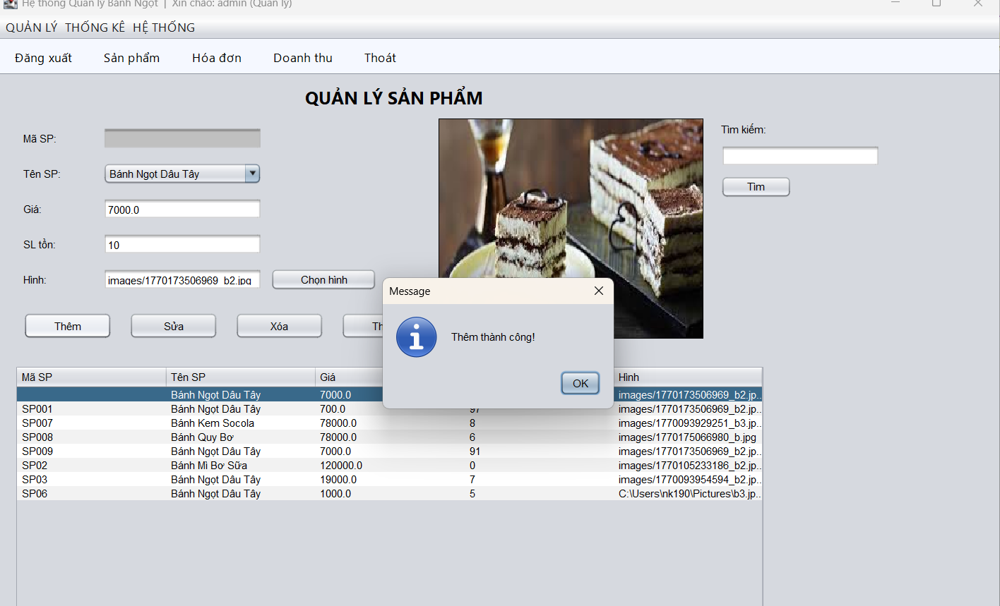 Hệ thống Quản lý Bánh Ngọt | Xin chào: admin (Quản lý)
QUẢN LÝ THỐNG KÊ HỆ THỐNG
Đăng xuất Sản phẩm Hóa đơn Doanh thu Thoát
QUẢN LÝ SẢN PHẨM
Mã SP:
Tên SP: Bánh Ngọt Dâu Tây
Giá: 7000.0
SL tồn: 10
Hình: images/1770173506969_b2.jpg Chọn hình
Thêm Sửa Xóa Th
Tìm kiếm:
Tìm
Message
Thêm thành công!
OK
Mã SP Tên SP Giá Hình
Bánh Ngọt Dâu Tây 7000.0 images/1770173506969_b2.jp..
SP001 Bánh Ngọt Dâu Tây 700.0 97 images/1770173506969_b2.jp..
SP007 Bánh Kem Socola 78000.0 8 images/1770093929251_b3.jp..
SP008 Bánh Quy Bơ 78000.0 6 images/1770175066980_b.jpg
SP009 Bánh Ngọt Dâu Tây 7000.0 91 images/1770173506969_b2.jp..
SP02 Bánh Mì Bơ Sữa 120000.0 0 images/1770105233186_b2.jp..
SP03 Bánh Ngọt Dâu Tây 19000.0 7 images/1770093954594_b2.jp..
SP06 Bánh Ngọt Dâu Tây 1000.0 5 C:\Users\nk190\Pictures\b3.jp..